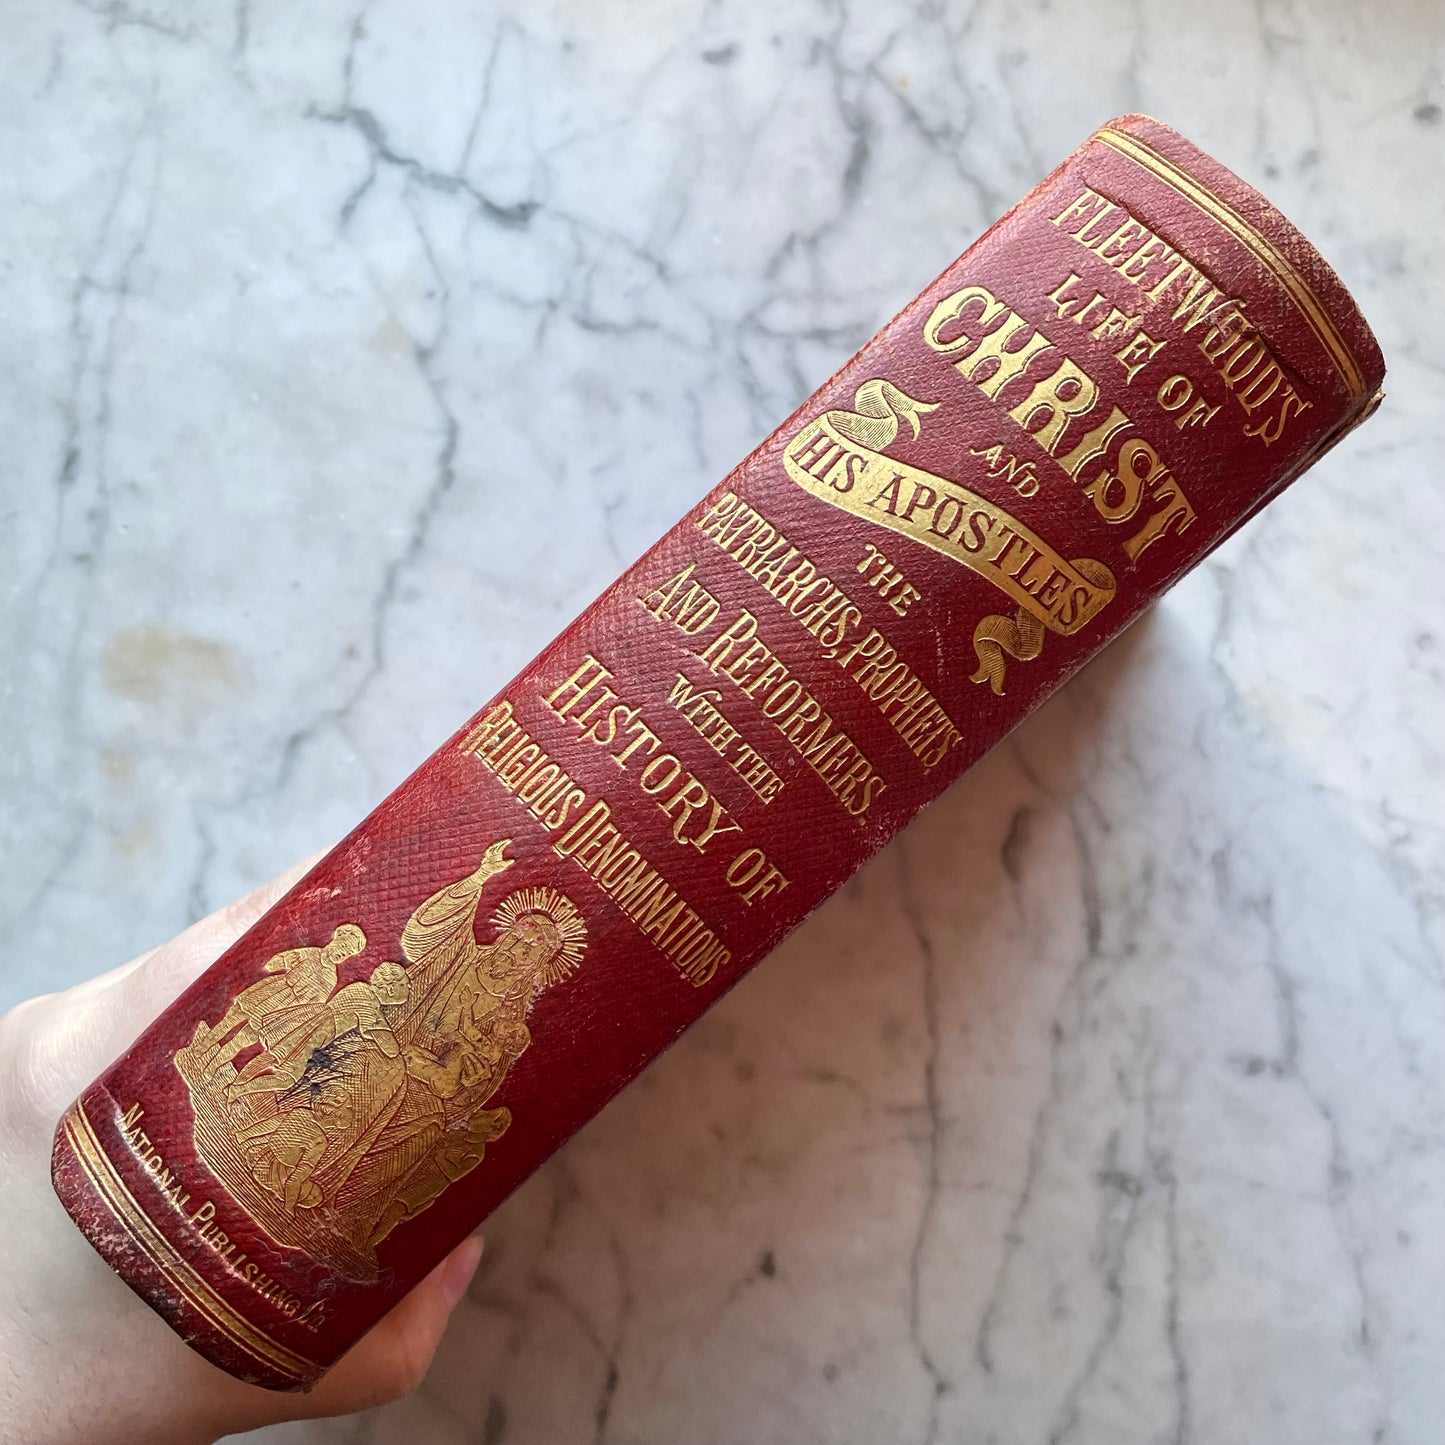 FLEETWOOD'S
LIFE OF
CHRIST
AND
HIS APOSTLES
THE
PATRIARCHS, PROPHETS,
AND REFORMERS.
WITH THE
HISTORY OF
RELIGIOUS DENOMINATIONS
NATIONAL PUBLISHING Co.